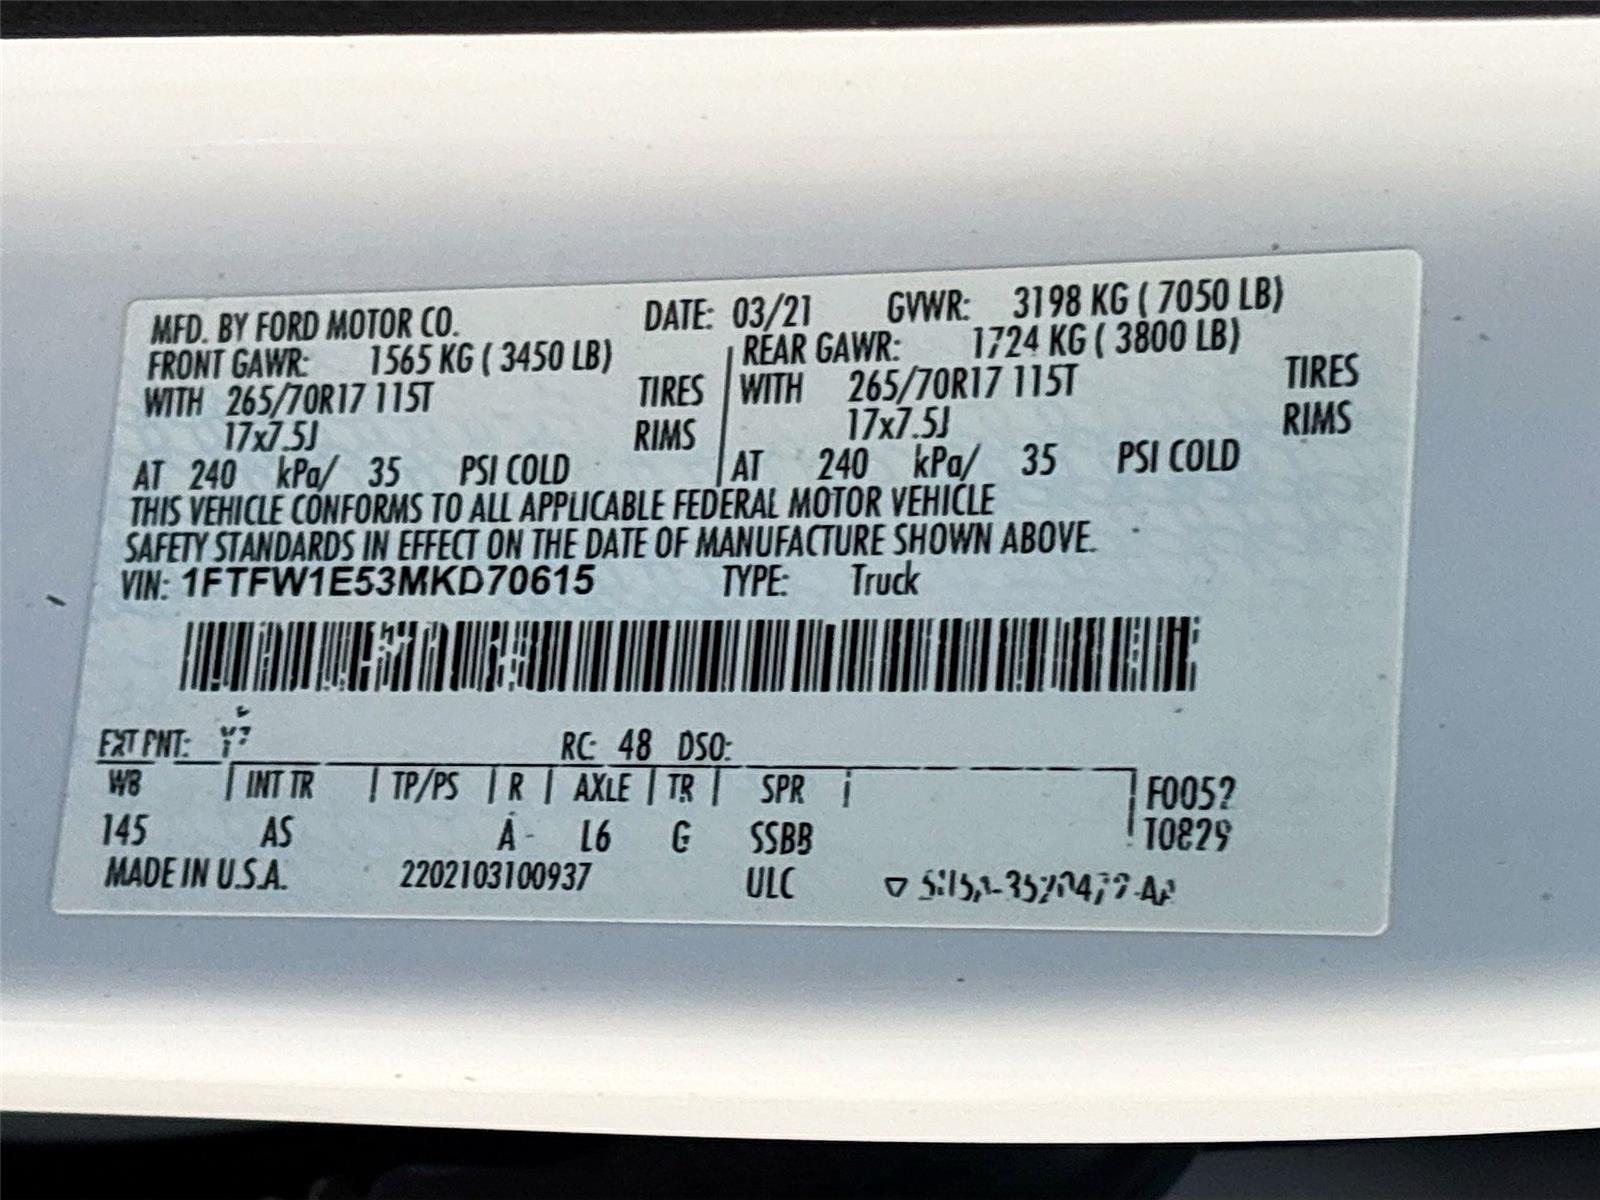 MFD. BY FORD MOTOR CO. DATE: 03/21 GVWR: 3198 KG ( 7050 LB)
FRONT GAWR: 1565 KG ( 3450 LB) REAR GAWR: 1724 KG ( 3800 LB)
WITH 265/70R17 115T TIRES WITH 265/70R17 115T TIRES
17x7.5J RIMS 17x7.5J RIMS
AT 240 kPa/ 35 PSI COLD AT 240 kPa/ 35 PSI COLD
THIS VEHICLE CONFORMS TO ALL APPLICABLE FEDERAL MOTOR VEHICLE
SAFETY STANDARDS IN EFFECT ON THE DATE OF MANUFACTURE SHOWN ABOVE.
VIN: 1FTFW1E53MKD70615 TYPE: Truck
EXT PNT: RC: 48 DSO:
WB INT TR TP/PS R AXLE TR SPR F0052
145 AS A L6 G SSBB T0829
MADE IN U.S.A. 2202103100937 ULC